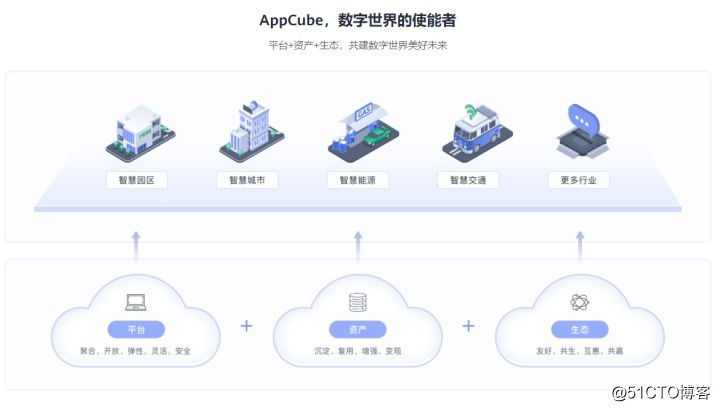 AppCube，数字世界的使能者
平台+资产+生态，共建数字世界美好未来
GAS
智慧园区
智慧城市
智慧能源
智慧交通
更多行业
平台
资产
生态
聚合、开放、弹性、灵活、安全
沉淀、复用、增强、变现
友好、共生、互惠、共赢
@51CTO博客